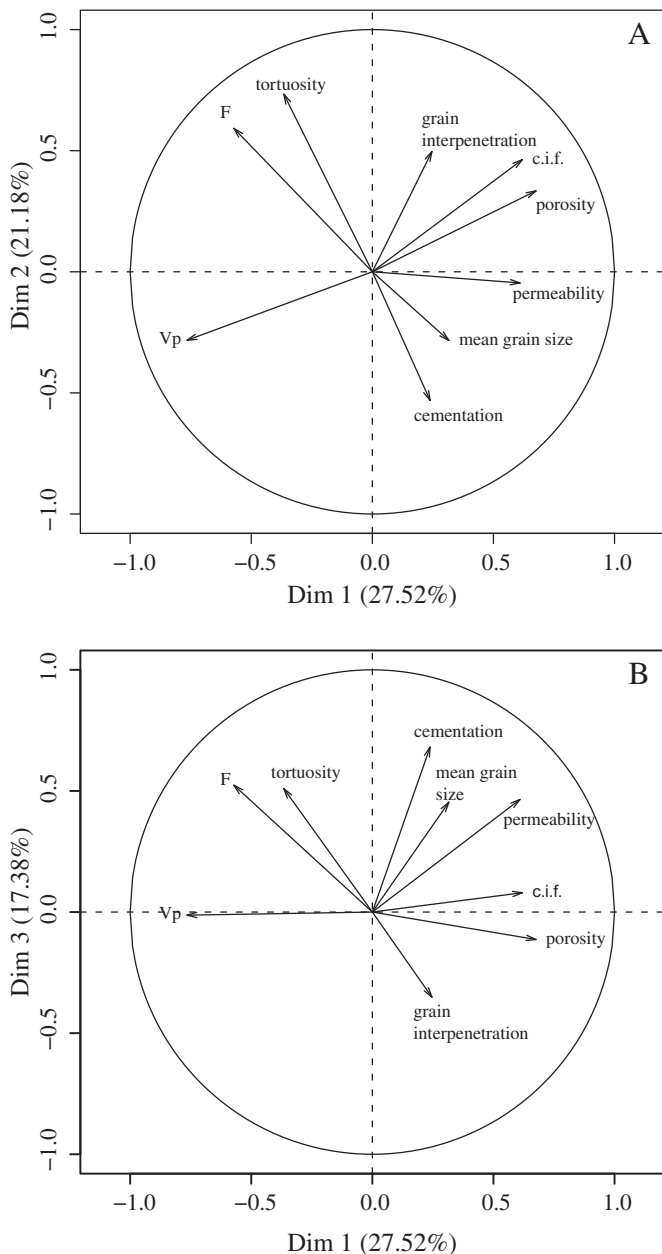 A
1.0
0.5
0.0
−0.5
−1.0
Dim 2 (21.18%)
tortuosity
F
grain
interpenetration
c.i.f.
porosity
permeability
Vp
mean grain size
cementation
−1.0
−0.5
0.0
0.5
1.0
Dim 1 (27.52%)
B
1.0
0.5
0.0
−0.5
−1.0
Dim 3 (17.38%)
cementation
F
tortuosity
mean grain
size
permeability
c.i.f.
Vp
porosity
grain
interpenetration
−1.0
−0.5
0.0
0.5
1.0
Dim 1 (27.52%)